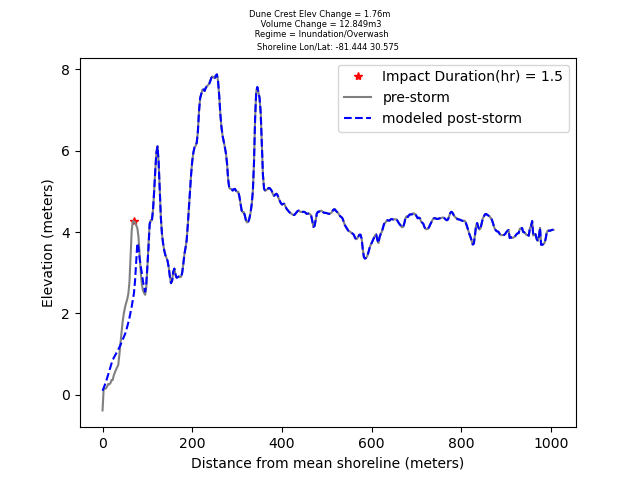 Dune Crest Elev Change = 1.76m
Volume Change = 12.849m3
Regime = Inundation/Overwash
Shoreline Lon/Lat: -81.444 30.575
Impact Duration(hr) = 1.5
pre-storm
modeled post-storm
Elevation (meters)
8
6
4
2
0
0 200 400 600 800 1000
Distance from mean shoreline (meters)